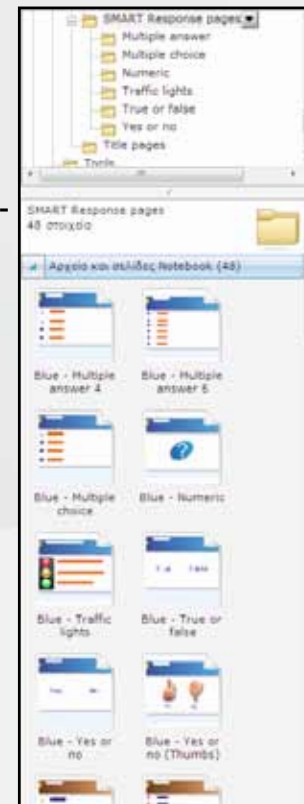 SMART Response pages
Multiple answer
Multiple choice
Numeric
Traffic lights
True or false
Yes or no
Title pages
Tools
SMART Response pages
48 στοιχεία
Αρχεία και σελίδες Notebook (48)
Blue - Multiple answer 4
Blue - Multiple answer 6
Blue - Multiple choice
Blue - Numeric
Blue - Traffic lights
Blue - True or false
Blue - Yes or no
Blue - Yes or no (Thumbs)